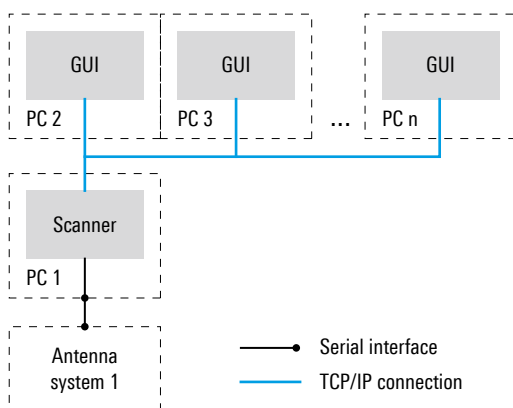 GUI
GUI
GUI
PC 2
PC 3
...
PC n
Scanner
PC 1
Antenna
system 1
Serial interface
TCP/IP connection